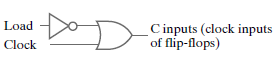 Load
Clock
C inputs (clock inputs
of flip-flops)